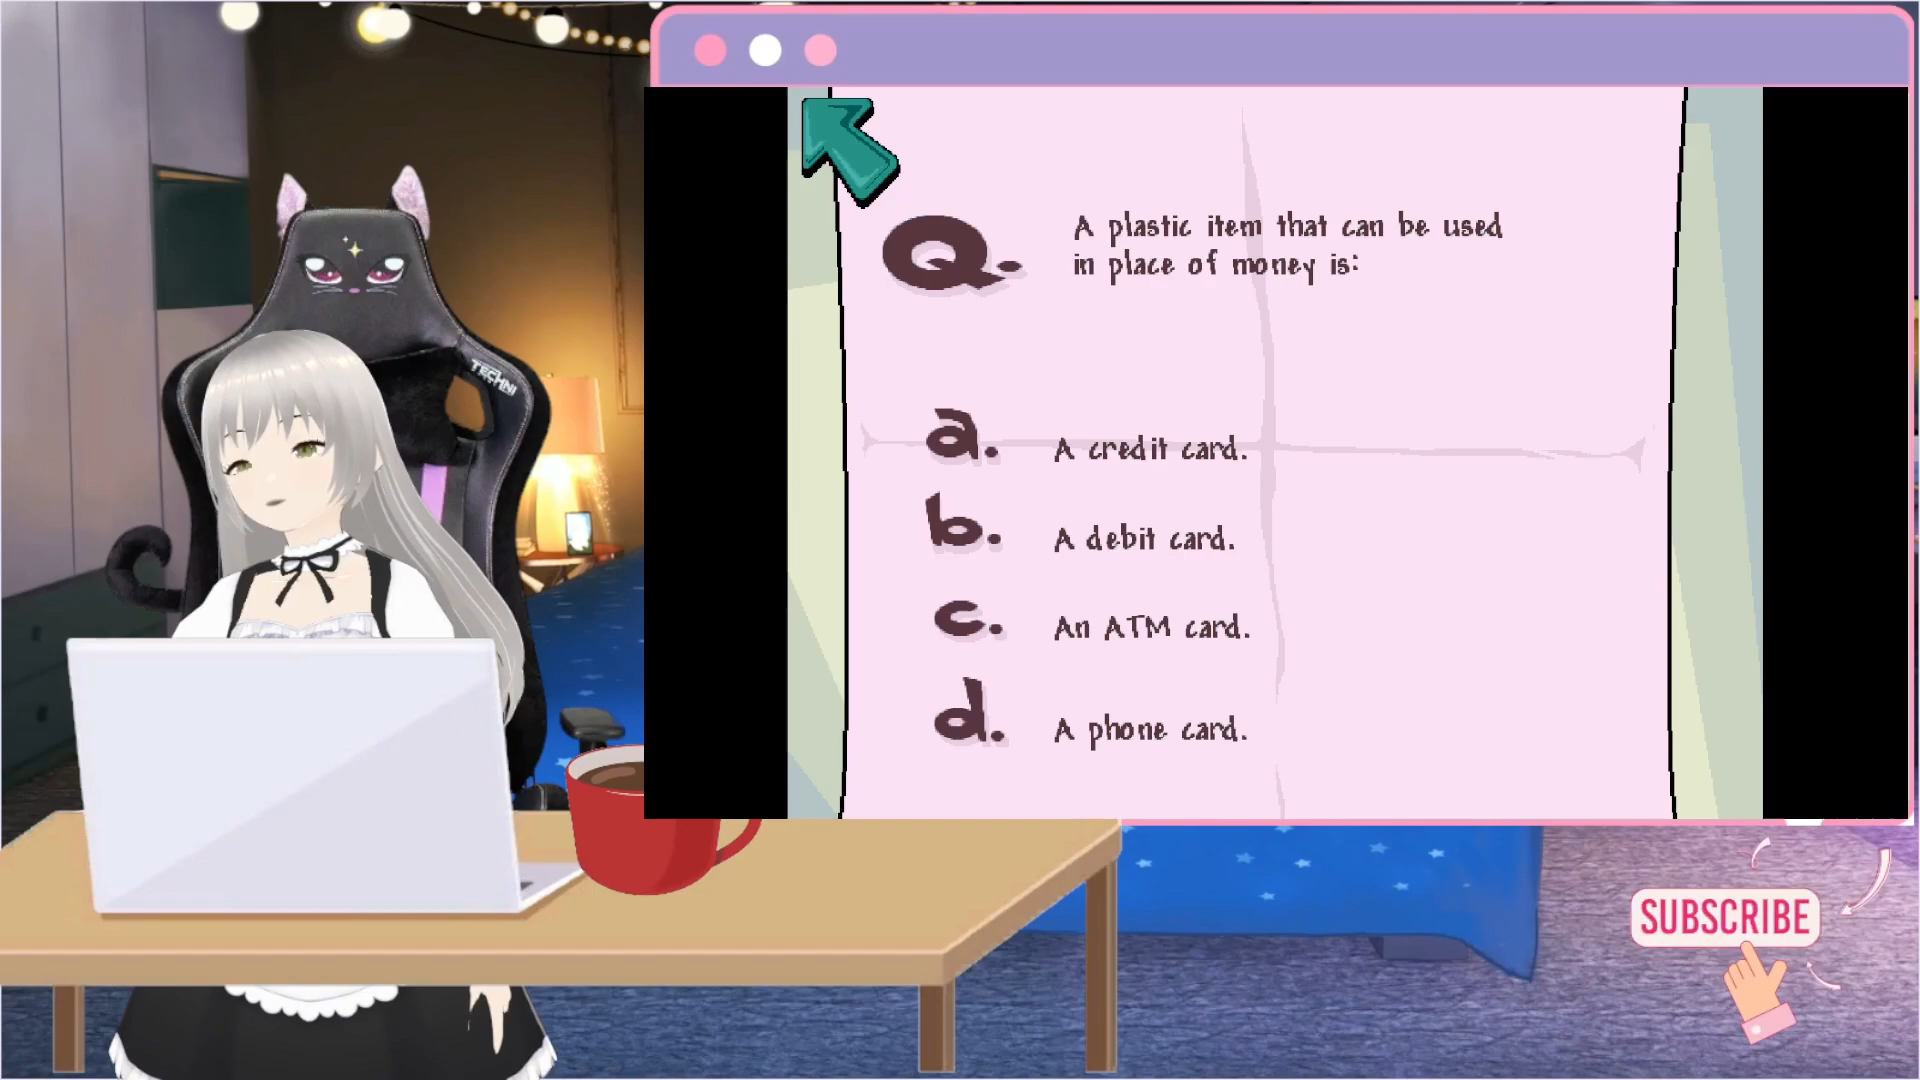 TECHNI
Q. A plastic item that can be used
in place of money is:
a. A credit card.
b. A debit card.
c. An ATM card.
d. A phone card.
SUBSCRIBE